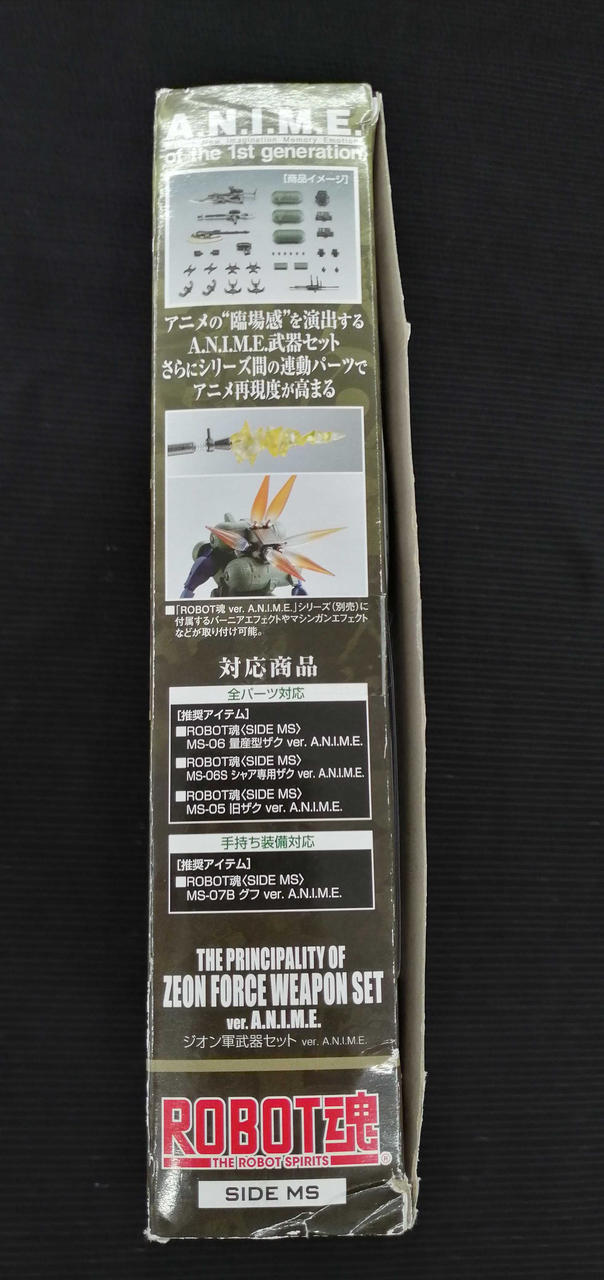 A.N.I.M.E.
Imagination Memory Emotion
of the 1st generation
[商品イメージ]
アニメの“臨場感”を演出する
A.N.I.M.E.武器セット
さらにシリーズ間の連動パーツで
アニメ再現度が高まる
■「ROBOT魂 ver. A.N.I.M.E.」シリーズ(別売)に
付属するバーニアエフェクトやマシンガンエフェクト
などが取り付け可能。
対応商品
全パーツ対応
[推奨アイテム]
■ROBOT魂〈SIDE MS〉
MS-06 量産型ザク ver. A.N.I.M.E.
■ROBOT魂〈SIDE MS〉
MS-06S シャア専用ザク ver. A.N.I.M.E.
■ROBOT魂〈SIDE MS〉
MS-05 旧ザク ver. A.N.I.M.E.
手持ち装備対応
[推奨アイテム]
■ROBOT魂〈SIDE MS〉
MS-07B グフ ver. A.N.I.M.E.
THE PRINCIPALITY OF
ZEON FORCE WEAPON SET
ver. A.N.I.M.E.
ジオン軍武器セット ver. A.N.I.M.E.
ROBOT魂
THE ROBOT SPIRITS ®
SIDE MS